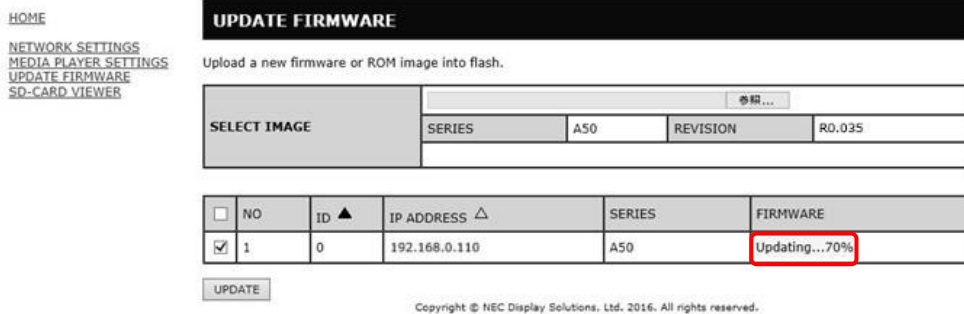 HOME
NETWORK SETTINGS
MEDIA PLAYER SETTINGS
UPDATE FIRMWARE
SD-CARD VIEWER
UPDATE FIRMWARE
Upload a new firmware or ROM image into flash.
SELECT IMAGE
参照...
SERIES A50 REVISION R0.035
NO ID ▲ IP ADDRESS △ SERIES FIRMWARE
1 0 192.168.0.110 A50 Updating...70%
UPDATE
Copyright © NEC Display Solutions, Ltd. 2016. All rights reserved.